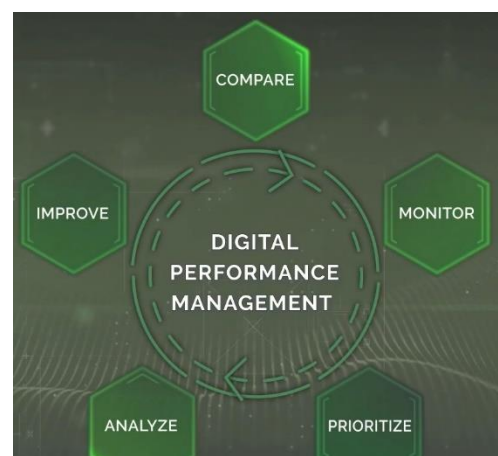 COMPARE
IMPROVE
MONITOR
DIGITAL
PERFORMANCE
MANAGEMENT
ANALYZE
PRIORITIZE